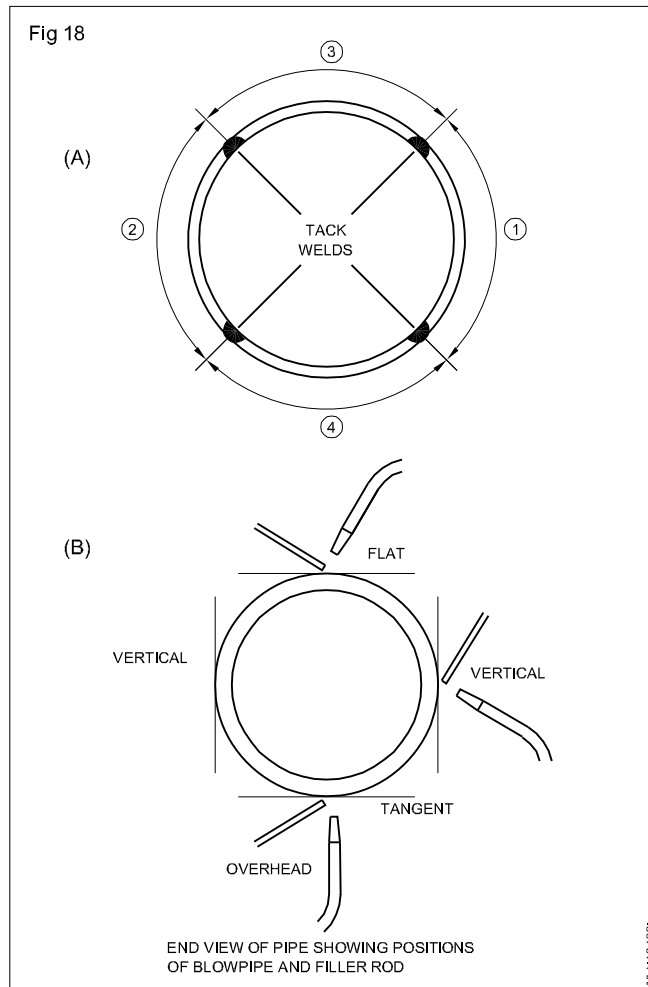 Fig 18
③
(A)
②
TACK
WELDS
①
④
(B)
FLAT
VERTICAL
VERTICAL
TANGENT
OVERHEAD
END VIEW OF PIPE SHOWING POSITIONS
OF BLOWPIPE AND FILLER ROD